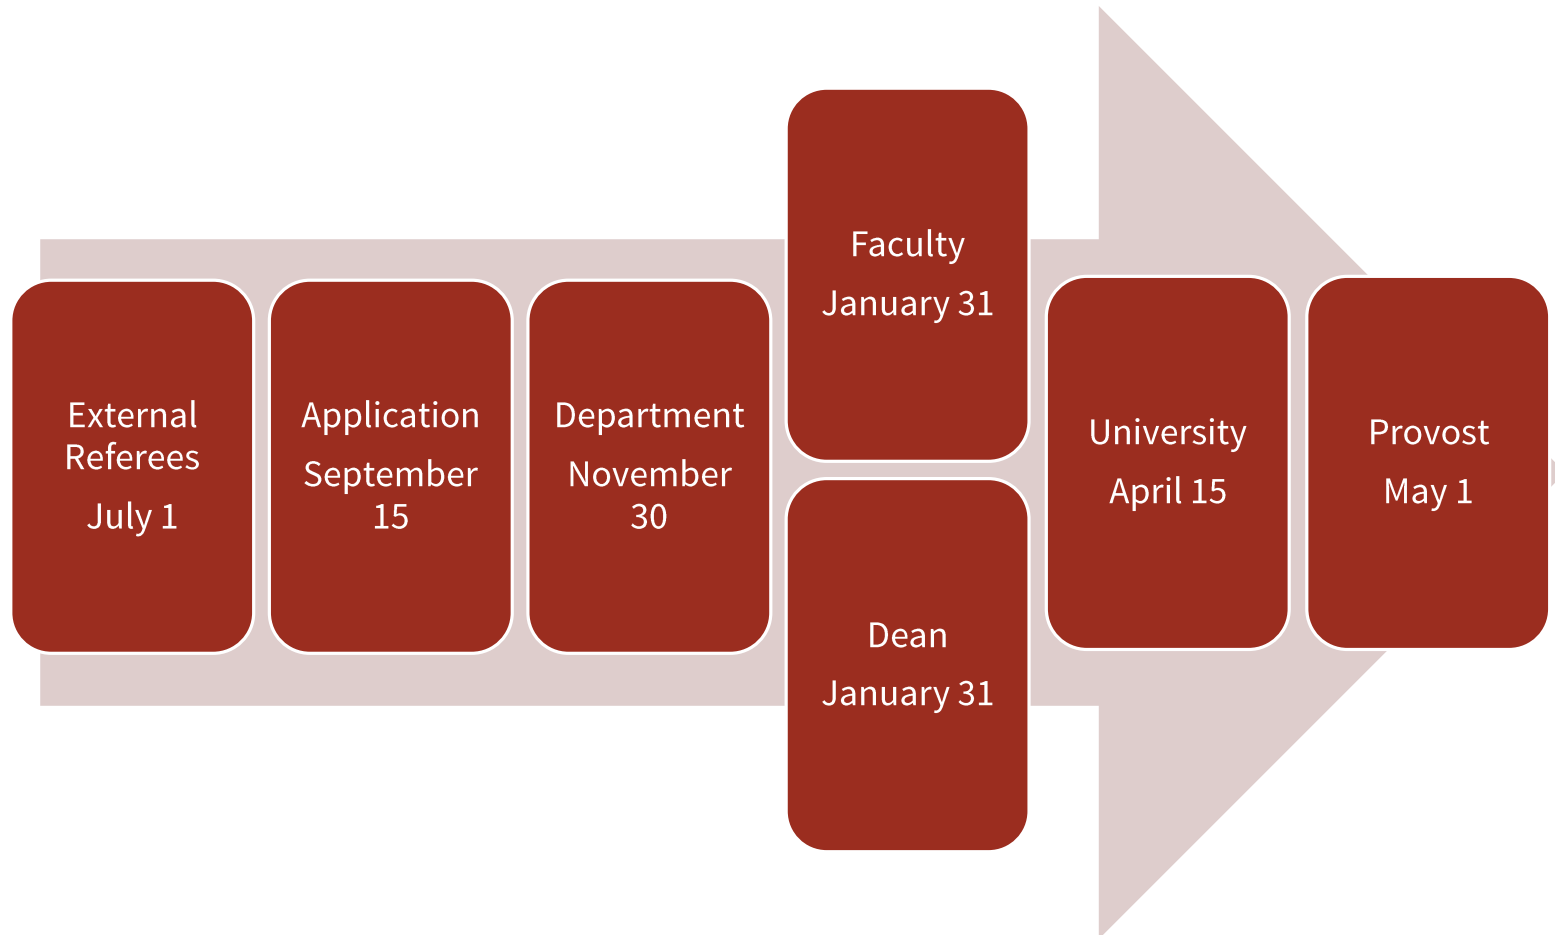 External
Referees
July 1
Application
September
15
Department
November
30
Faculty
January 31
Dean
January 31
University
April 15
Provost
May 1